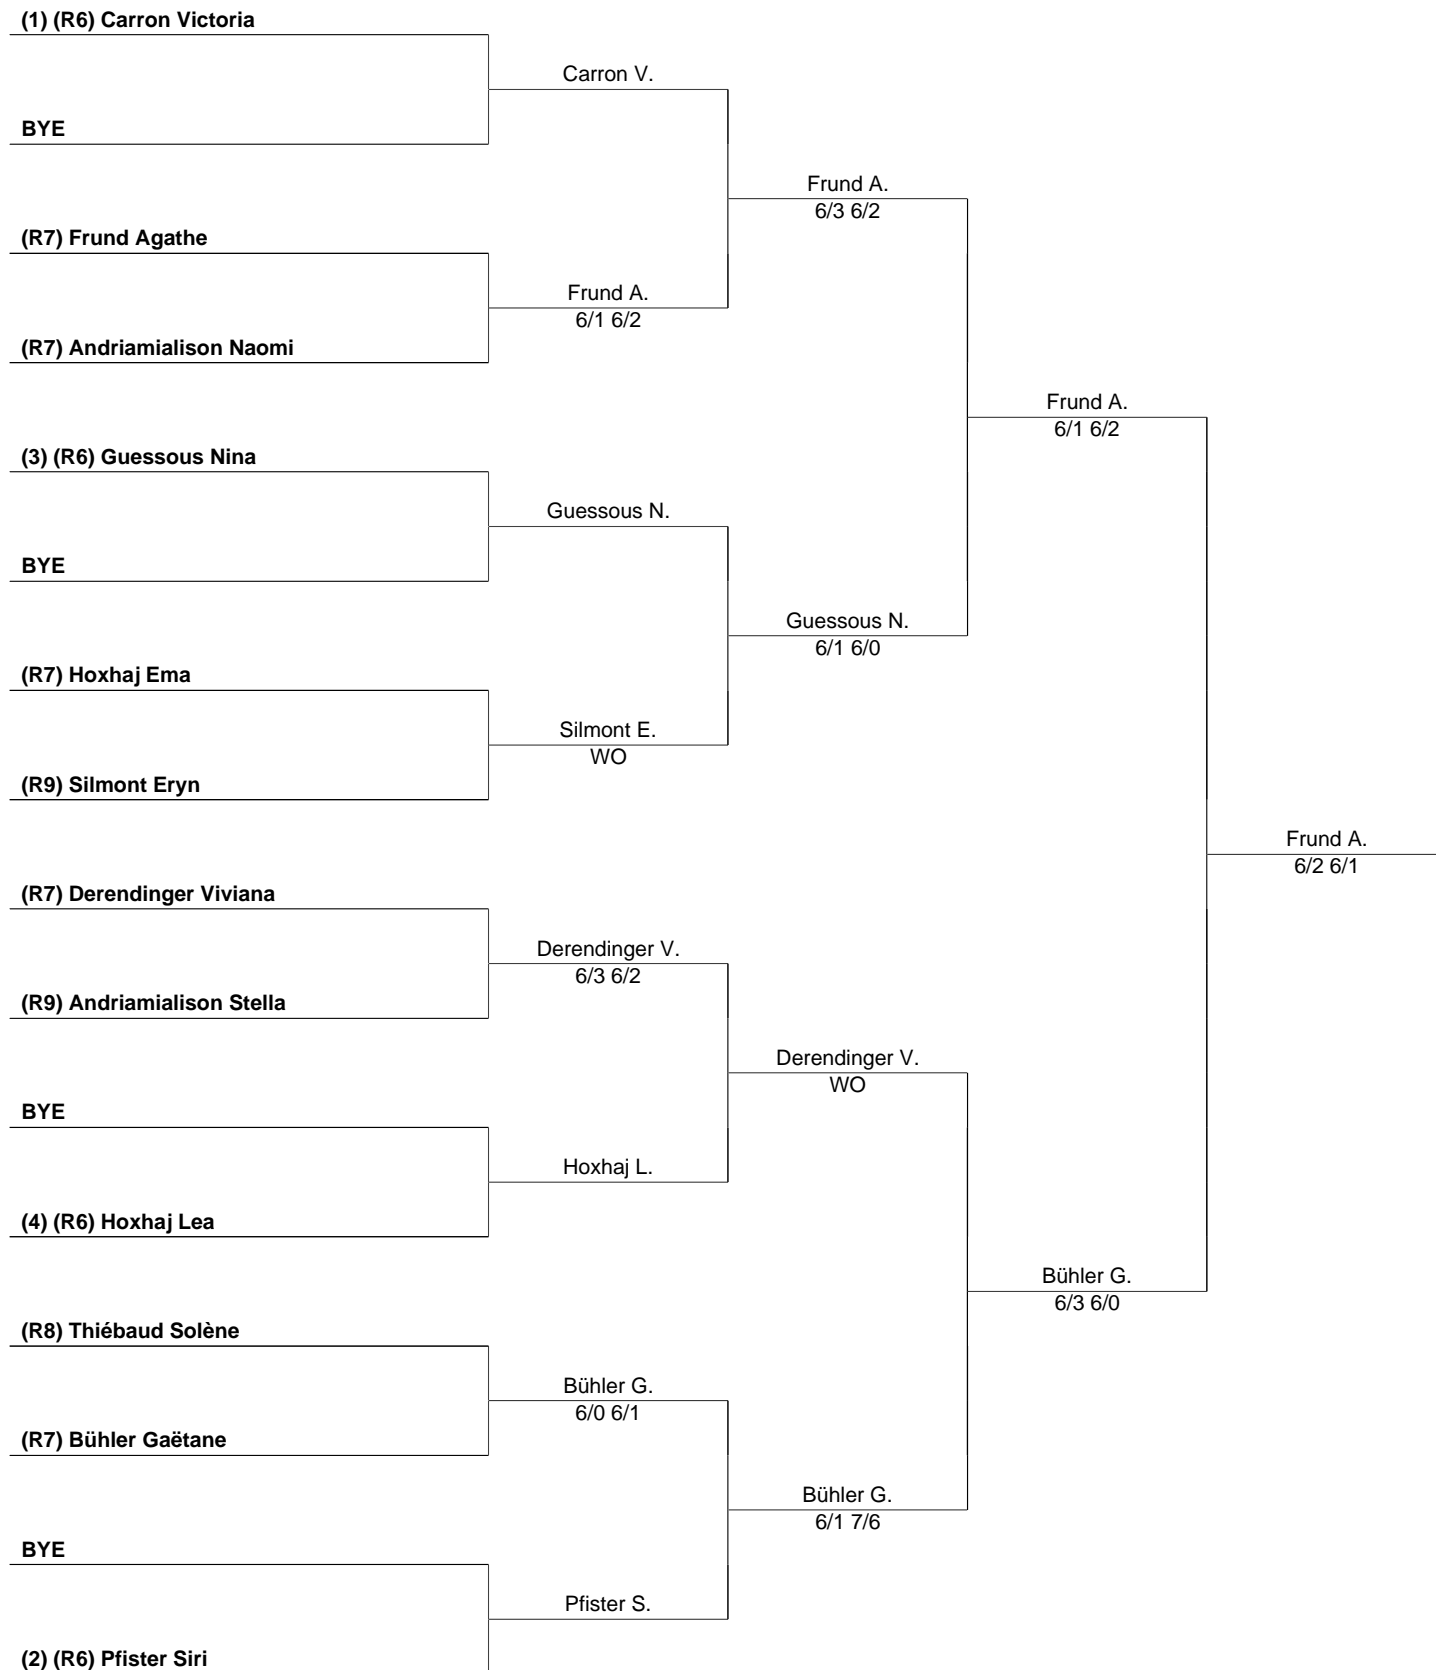 (1) (R6) Carron Victoria
Carron V.
BYE
Frund A.
6/3 6/2
(R7) Frund Agathe
Frund A.
6/1 6/2
(R7) Andriamialison Naomi
Frund A.
6/1 6/2
(3) (R6) Guessous Nina
Guessous N.
BYE
Guessous N.
6/1 6/0
(R7) Hoxhaj Ema
Silmont E.
WO
(R9) Silmont Eryn
Frund A.
6/2 6/1
(R7) Derendinger Viviana
Derendinger V.
6/3 6/2
(R9) Andriamialison Stella
Derendinger V.
WO
BYE
Hoxhaj L.
(4) (R6) Hoxhaj Lea
Bühler G.
6/3 6/0
(R8) Thiébaud Solène
Bühler G.
6/0 6/1
(R7) Bühler Gaëtane
Bühler G.
6/1 7/6
BYE
Pfister S.
(2) (R6) Pfister Siri